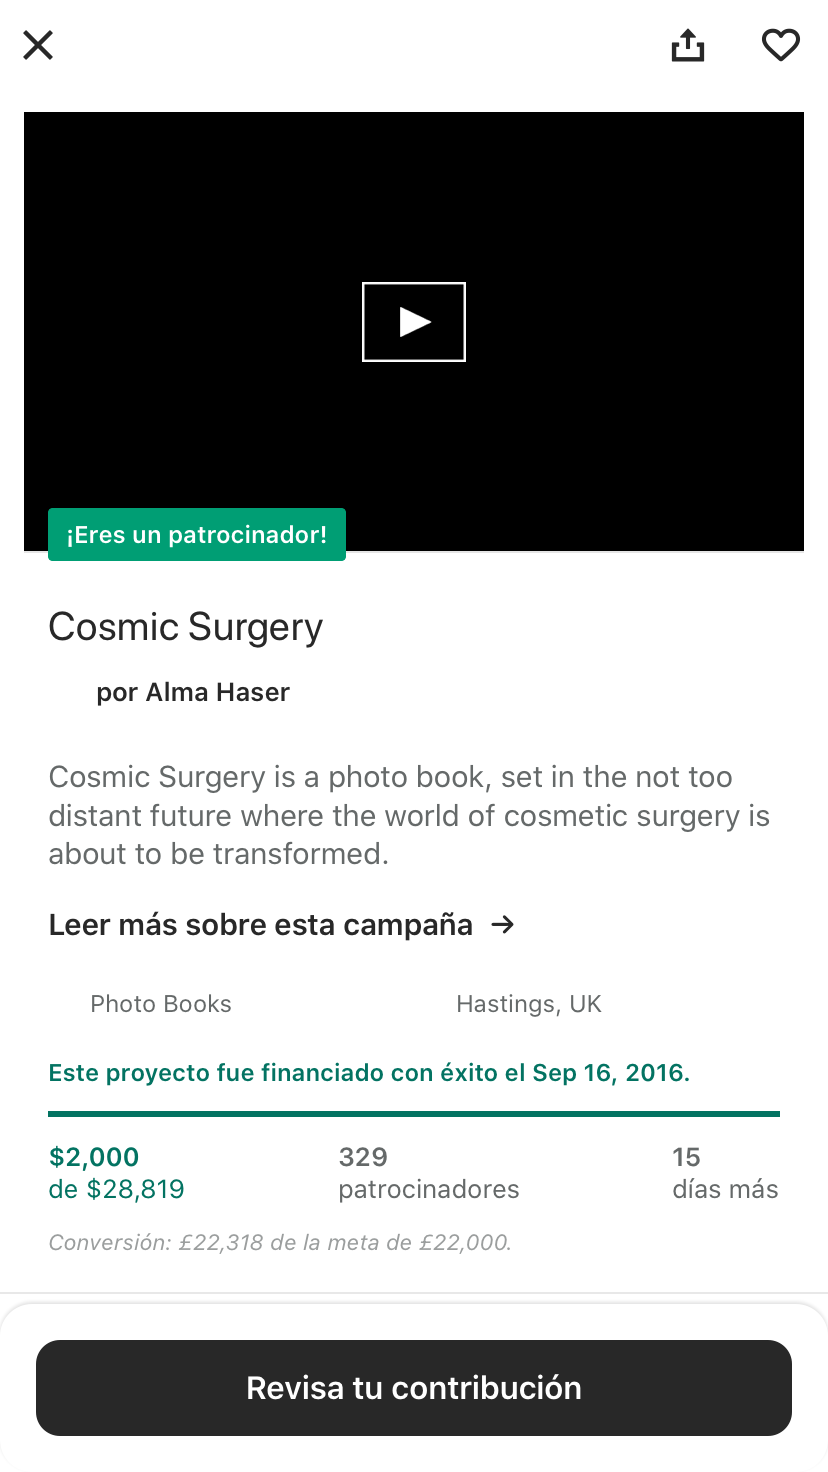 ¡Eres un patrocinador!
Cosmic Surgery
por Alma Haser
Cosmic Surgery is a photo book, set in the not too
distant future where the world of cosmetic surgery is
about to be transformed.
Leer más sobre esta campaña →
Photo Books
Hastings, UK
Este proyecto fue financiado con éxito el Sep 16, 2016.
$2,000
de $28,819
329
patrocinadores
15
días más
Conversión: £22,318 de la meta de £22,000.
Revisa tu contribución